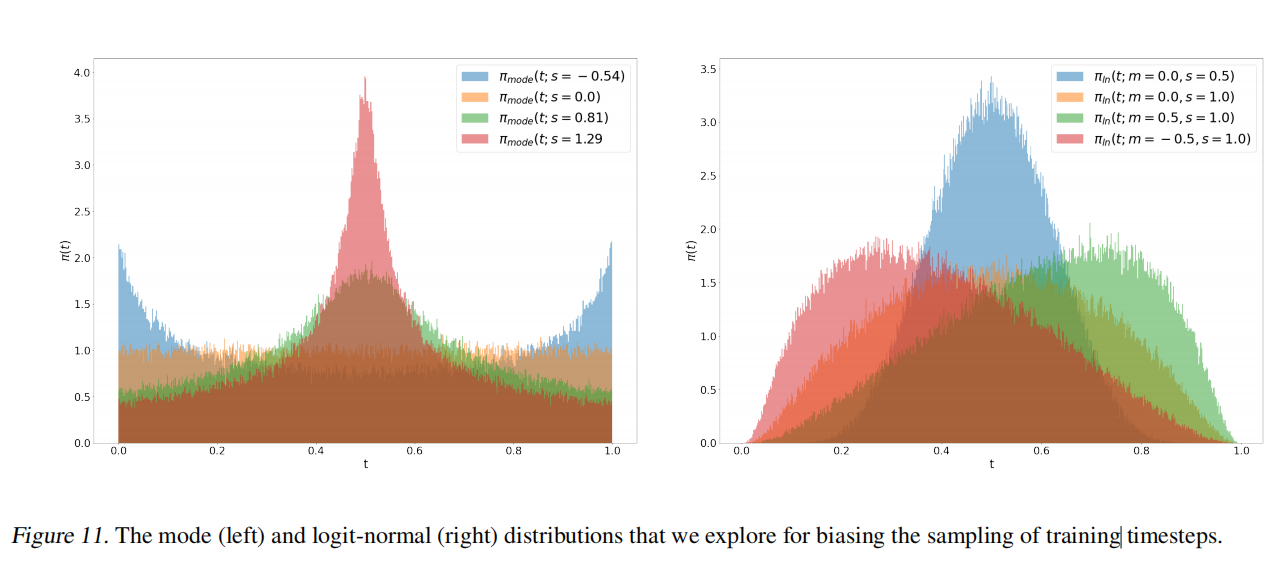 4.0
3.5
3.0
2.5
2.0
1.5
1.0
0.5
0.0
π(t)
0.0 0.2 0.4 0.6 0.8 1.0
t
π_mode(t; s = −0.54)
π_mode(t; s = 0.0)
π_mode(t; s = 0.81)
π_mode(t; s = 1.29
3.5
3.0
2.5
2.0
1.5
1.0
0.5
0.0
π(t)
0.0 0.2 0.4 0.6 0.8 1.0
t
π_ln(t; m = 0.0, s = 0.5)
π_ln(t; m = 0.0, s = 1.0)
π_ln(t; m = 0.5, s = 1.0)
π_ln(t; m = −0.5, s = 1.0)
Figure 11. The mode (left) and logit-normal (right) distributions that we explore for biasing the sampling of training timesteps.